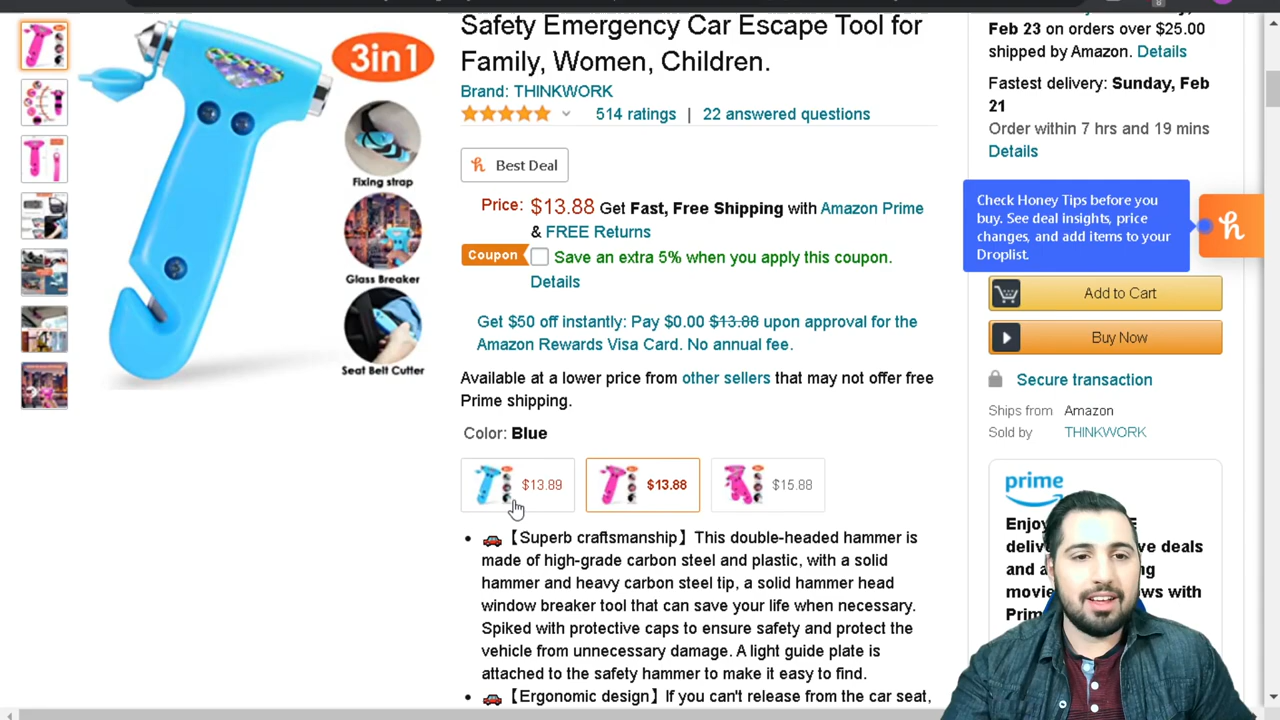 Safety Emergency Car Escape Tool for
Family, Women, Children.
Brand: THINKWORK
514 ratings | 22 answered questions
Best Deal
Price: $13.88 Get Fast, Free Shipping with Amazon Prime
& FREE Returns
Coupon Save an extra 5% when you apply this coupon.
Details
Get $50 off instantly: Pay $0.00 $13.88 upon approval for the
Amazon Rewards Visa Card. No annual fee.
Available at a lower price from other sellers that may not offer free
Prime shipping.
Color: Blue
$13.89 $13.88 $15.88
• 【Superb craftsmanship】This double-headed hammer is
made of high-grade carbon steel and plastic, with a solid
hammer and heavy carbon steel tip, a solid hammer head
window breaker tool that can save your life when necessary.
Spiked with protective caps to ensure safety and protect the
vehicle from unnecessary damage. A light guide plate is
attached to the safety hammer to make it easy to find.
• 【Ergonomic design】If you can't release from the car seat,
3in1
Fixing strap
Glass Breaker
Seat Belt Cutter
Feb 23 on orders over $25.00
shipped by Amazon. Details
Fastest delivery: Sunday, Feb
21
Order within 7 hrs and 19 mins
Details
Check Honey Tips before you
buy. See deal insights, price
changes, and add items to your
Droplist.
Add to Cart
Buy Now
Secure transaction
Ships from Amazon
Sold by THINKWORK
prime